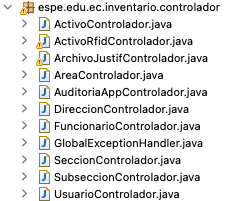 espe.edu.ec.inventario.controlador
ActivoControlador.java
ActivoRfidControlador.java
ArchivoJustifControlador.java
AreaControlador.java
AuditoriaAppControlador.java
DireccionControlador.java
FuncionarioControlador.java
GlobalExceptionHandler.java
SeccionControlador.java
SubseccionControlador.java
UsuarioControlador.java